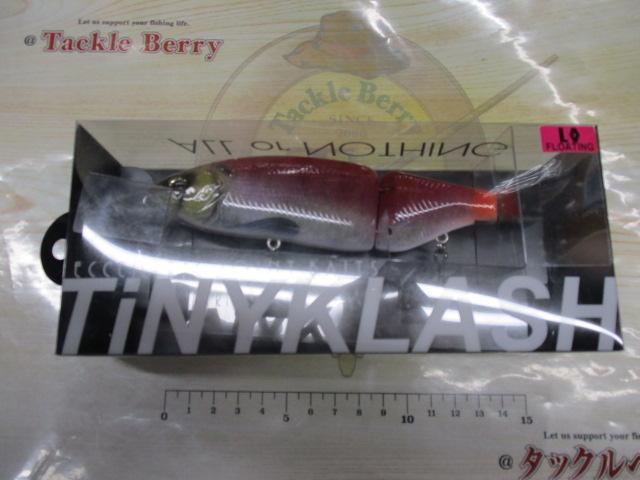 Let us support your fishing life.
@ Tackle Berry
Tackle Berry
SINCE
ALL or NOTHING
LO
FLOATING
TiNYKLASH
0 1 2 3 4 5 6 7 8 9 10 11 12 13 14 15
Let us support your fi
@ タックルベ